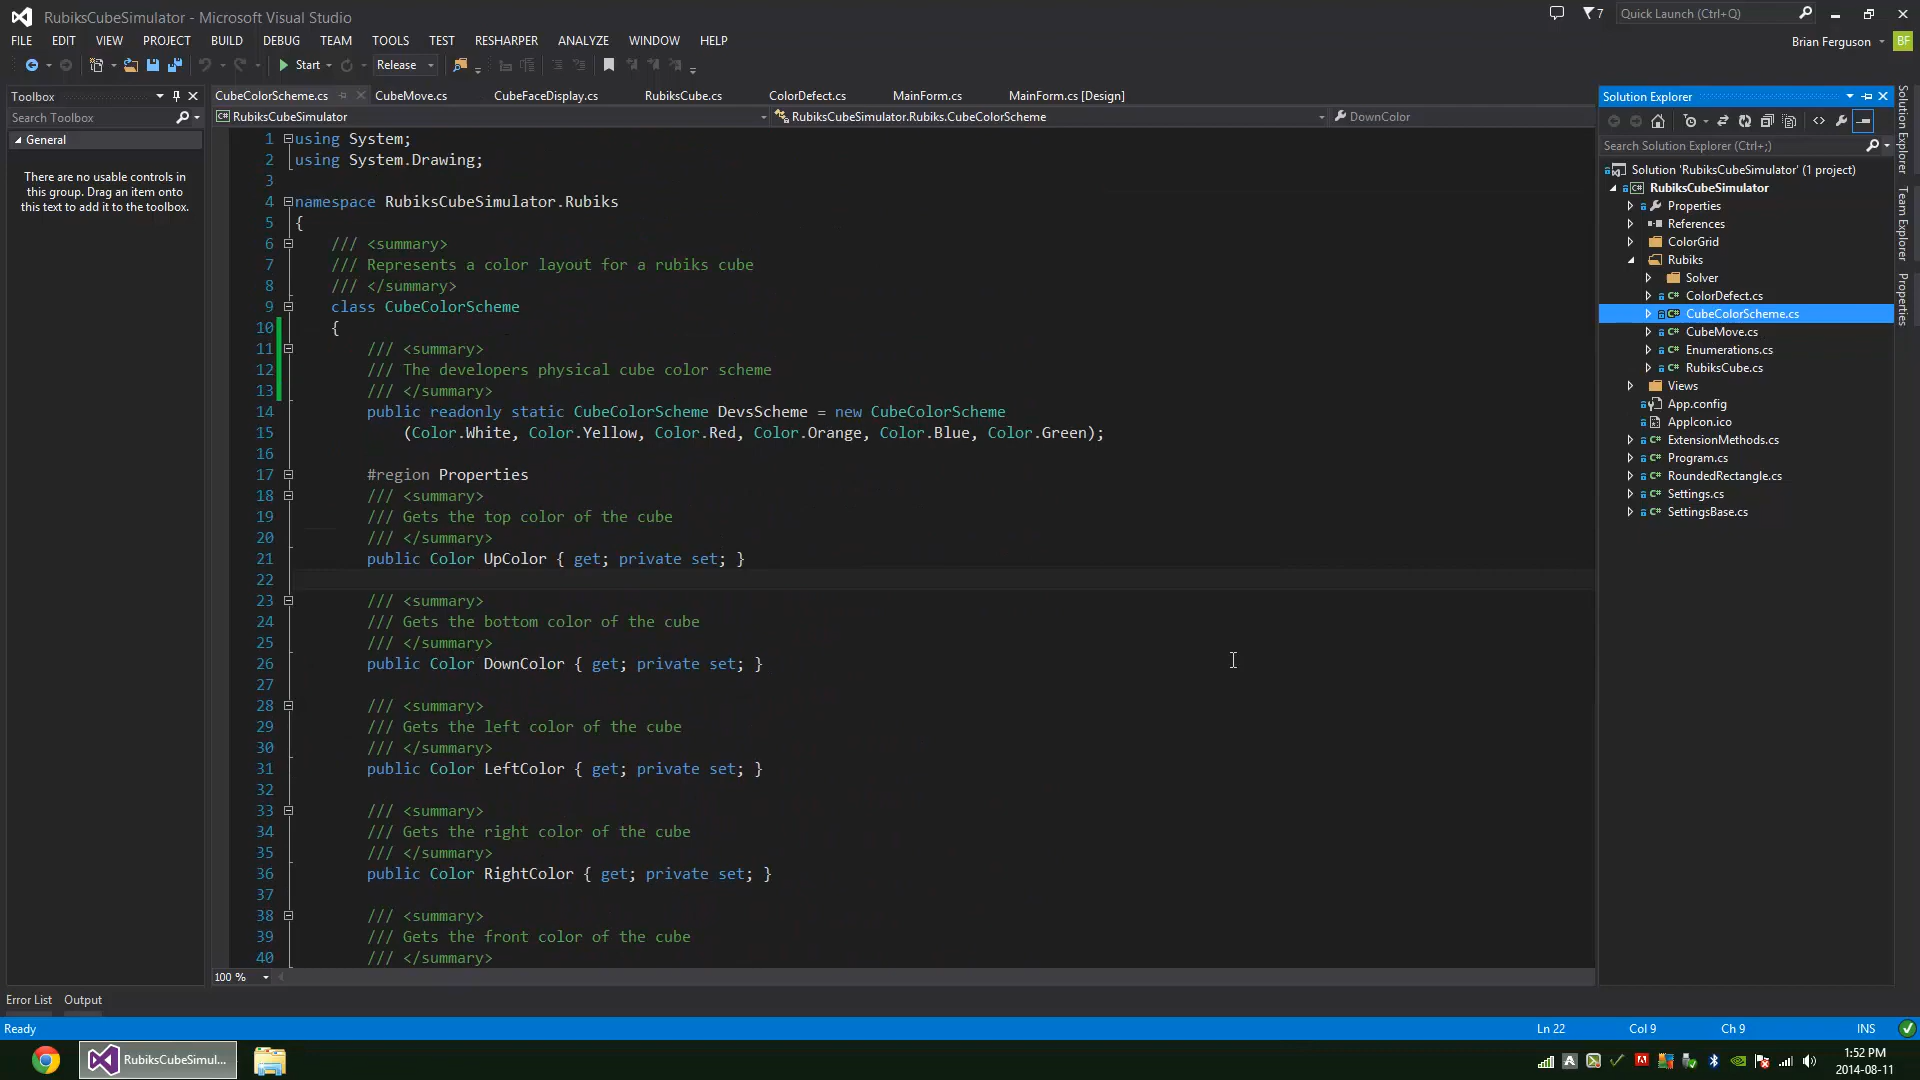 RubiksCubeSimulator - Microsoft Visual Studio
7
Quick Launch (Ctrl+Q)
FILE EDIT VIEW PROJECT BUILD DEBUG TEAM TOOLS TEST RESHARPER ANALYZE WINDOW HELP
Brian Ferguson BF
Start Release
Toolbox
Search Toolbox
General
There are no usable controls in
this group. Drag an item onto
this text to add it to the toolbox.
CubeColorScheme.cs CubeMove.cs CubeFaceDisplay.cs RubiksCube.cs ColorDefect.cs MainForm.cs MainForm.cs [Design]
RubiksCubeSimulator RubiksCubeSimulator.Rubiks.CubeColorScheme DownColor
1 using System;
2 using System.Drawing;
3
4 namespace RubiksCubeSimulator.Rubiks
5 {
6 /// <summary>
7 /// Represents a color layout for a rubiks cube
8 /// </summary>
9 class CubeColorScheme
10 {
11 /// <summary>
12 /// The developers physical cube color scheme
13 /// </summary>
14 public readonly static CubeColorScheme DevsScheme = new CubeColorScheme
15 (Color.White, Color.Yellow, Color.Red, Color.Orange, Color.Blue, Color.Green);
16
17 #region Properties
18 /// <summary>
19 /// Gets the top color of the cube
20 /// </summary>
21 public Color UpColor { get; private set; }
22
23 /// <summary>
24 /// Gets the bottom color of the cube
25 /// </summary>
26 public Color DownColor { get; private set; }
27
28 /// <summary>
29 /// Gets the left color of the cube
30 /// </summary>
31 public Color LeftColor { get; private set; }
32
33 /// <summary>
34 /// Gets the right color of the cube
35 /// </summary>
36 public Color RightColor { get; private set; }
37
38 /// <summary>
39 /// Gets the front color of the cube
40 /// </summary>
100 %
Solution Explorer
Search Solution Explorer (Ctrl+;)
Solution 'RubiksCubeSimulator' (1 project)
RubiksCubeSimulator
Properties
References
ColorGrid
Rubiks
Solver
ColorDefect.cs
CubeColorScheme.cs
CubeMove.cs
Enumerations.cs
RubiksCube.cs
Views
App.config
AppIcon.ico
ExtensionMethods.cs
Program.cs
RoundedRectangle.cs
Settings.cs
SettingsBase.cs
Solution Explorer
Team Explorer
Properties
Error List Output
Ready Ln 22 Col 9 Ch 9 INS
RubiksCubeSimul...
1:52 PM
2014-08-11